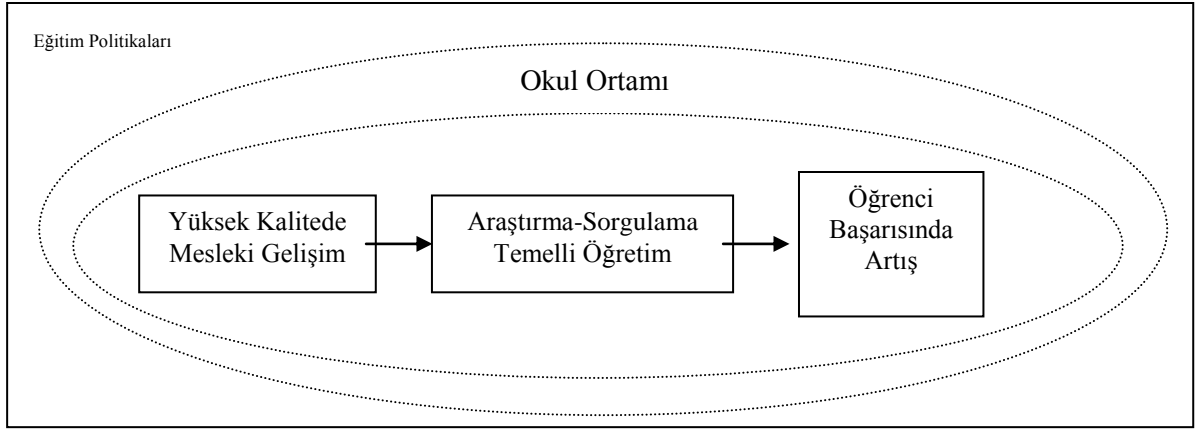 Eğitim Politikaları
Okul Ortamı
Yüksek Kalitede
Mesleki Gelişim
Araştırma-Sorgulama
Temelli Öğretim
Öğrenci
Başarısında
Artış